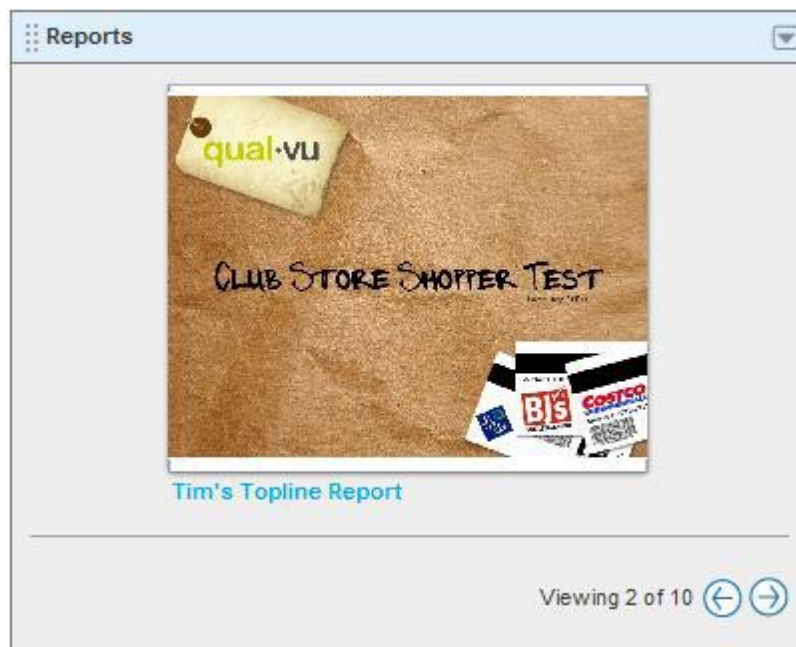 Reports
qual·vu
CLUB STORE SHOPPER TEST
BJ's
COSTCO
Tim's Topline Report
Viewing 2 of 10